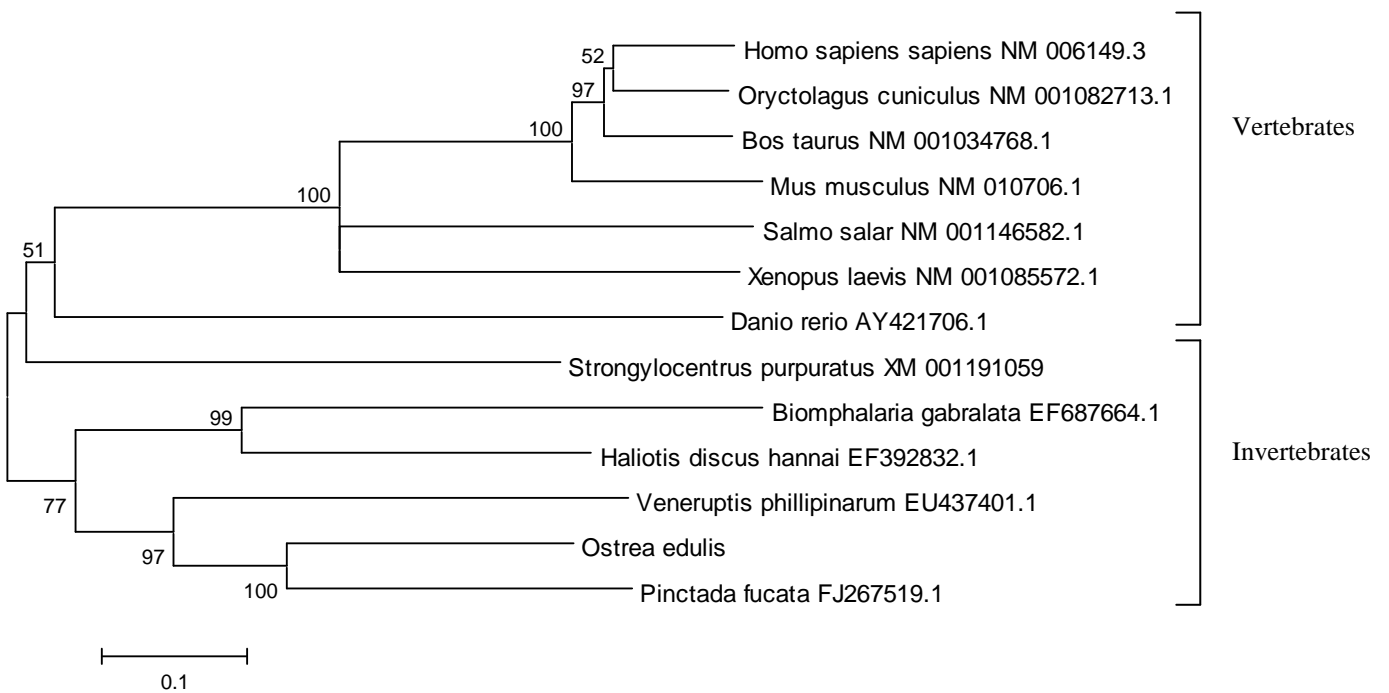 52
Homo sapiens sapiens NM 006149.3
97
Oryctolagus cuniculus NM 001082713.1
Vertebrates
100
Bos taurus NM 001034768.1
Mus musculus NM 010706.1
100
Salmo salar NM 001146582.1
51
Xenopus laevis NM 001085572.1
Danio rerio AY421706.1
Strongylocentrus purpuratus XM 001191059
99
Biomphalaria gabralata EF687664.1
Haliotis discus hannai EF392832.1
Invertebrates
77
Veneruptis phillipinarum EU437401.1
97
Ostrea edulis
100
Pinctada fucata FJ267519.1
0.1